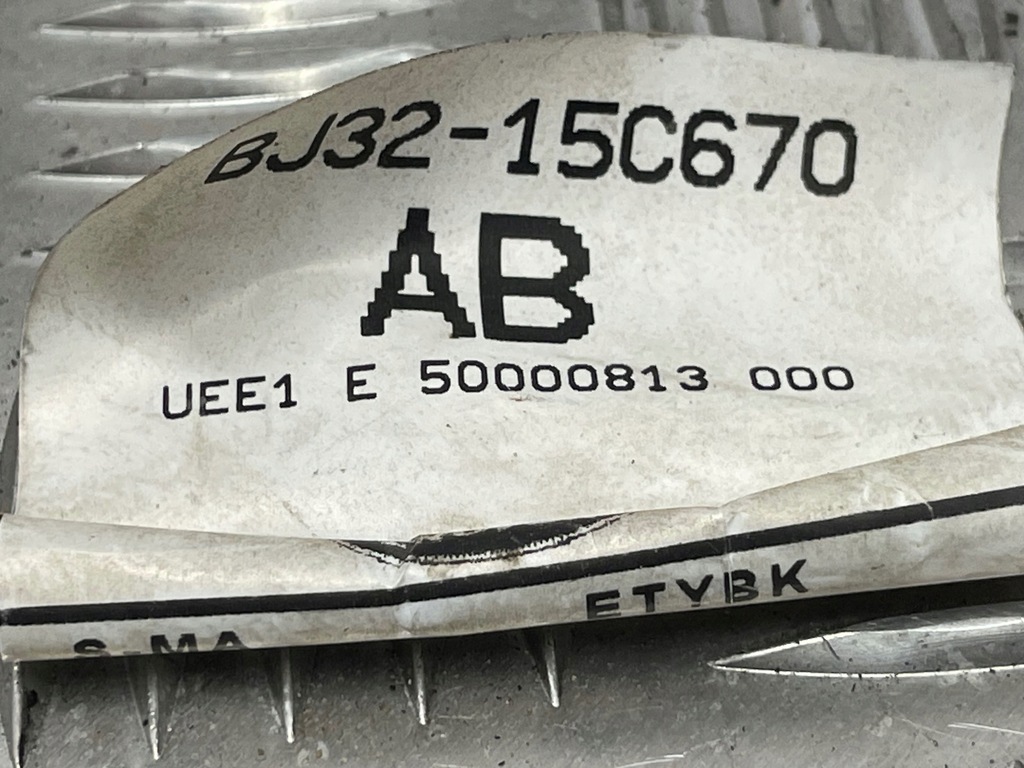 BJ32-15C670
AB
UEE1 E 50000813 000
ETYBK